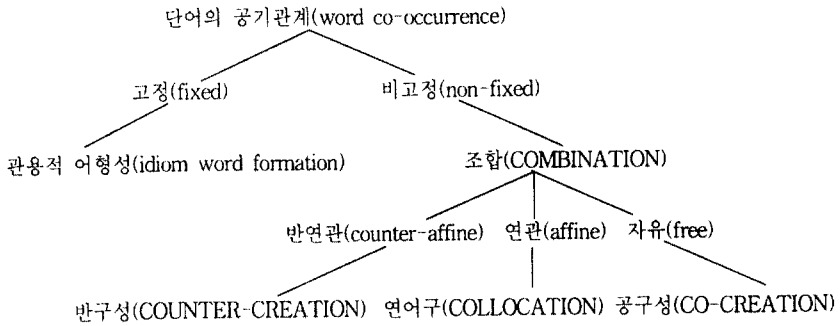 단어의 공기관계(word co-occurrence)
고정(fixed) 비고정(non-fixed)
관용적 어형성(idiom word formation) 조합(COMBINATION)
반연관(counter-affine) 연관(affine) 자유(free)
반구성(COUNTER-CREATION) 연어구(COLLOCATION) 공구성(CO-CREATION)